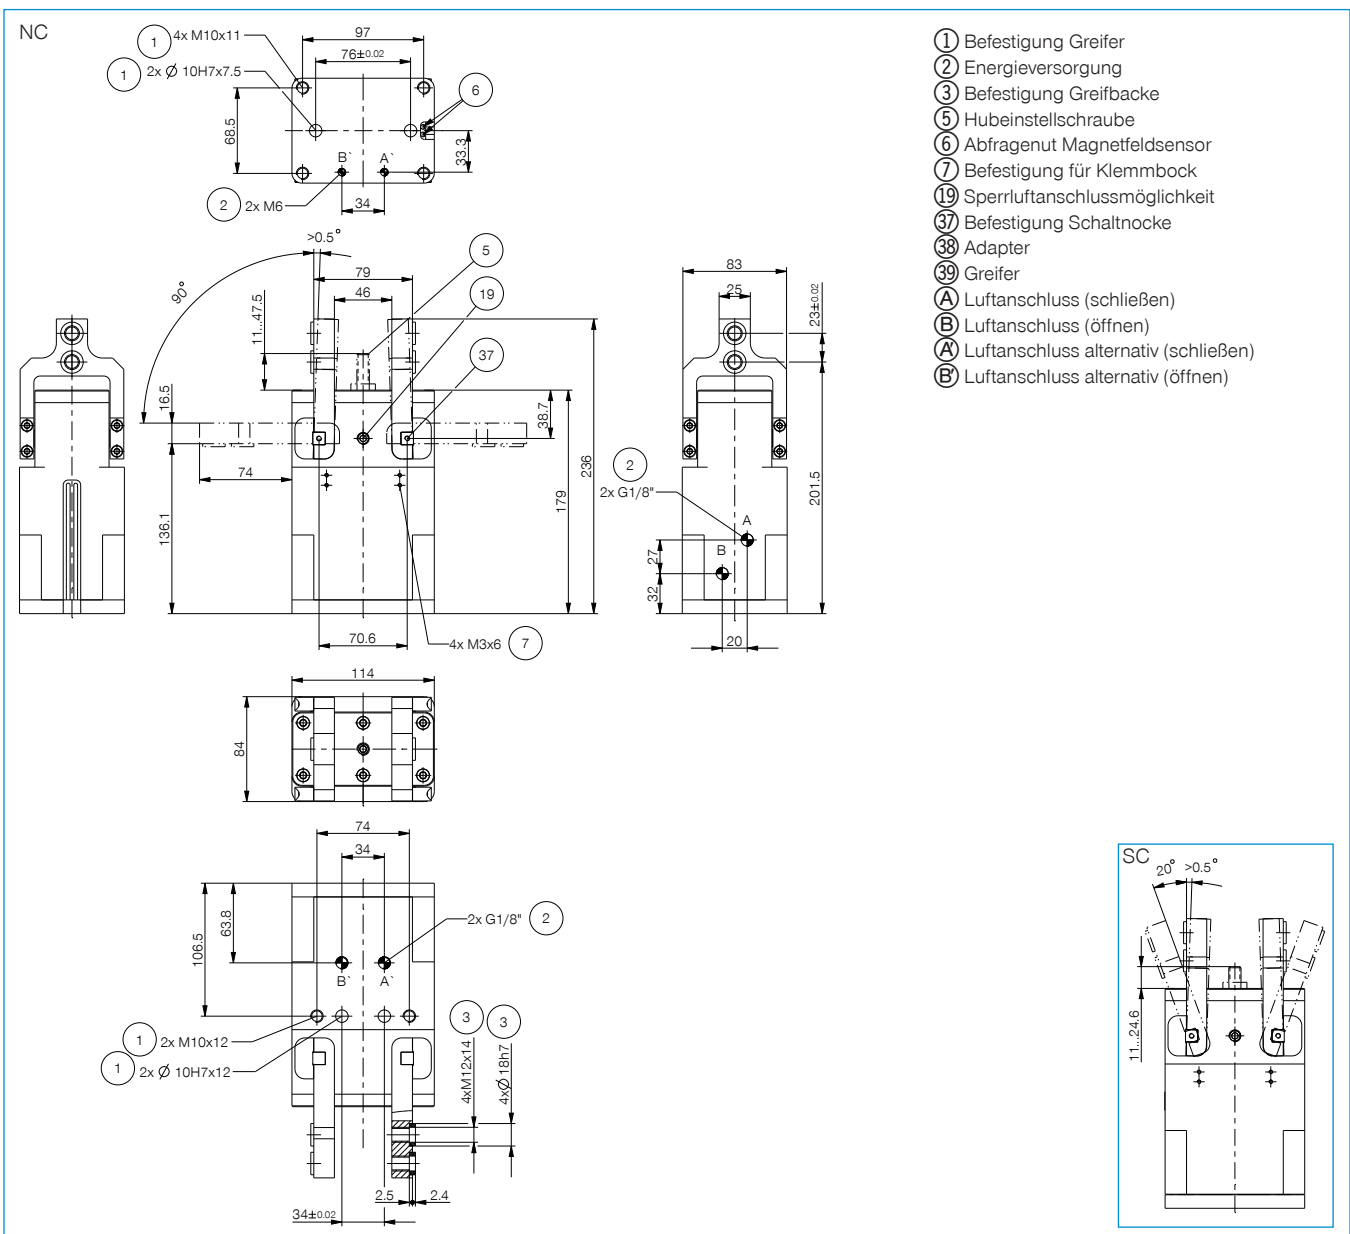 NC
1 4x M10x11
97
76±0.02
1 2x Ø 10H7x7.5
6
68.5
33.3
B` A`
2 2x M6
34
>0.5°
90°
79
46
5
19
37
11...47.5
16.5
38.7
74
136.1
179
236
70.6
4x M3x6 7
83
25
23±0.02
201.5
2
2x G1/8"
A
B
27
32
20
114
84
74
34
63.8
106.5
2x G1/8" 2
B` A`
1 2x M10x12
1 2x Ø 10H7x12
3
3
4xM12x14
4xØ 18h7
2.5
2.4
34±0.02
1 Befestigung Greifer
2 Energieversorgung
3 Befestigung Greifbacke
5 Hubeinstellschraube
6 Abfragenut Magnetfeldsensor
7 Befestigung für Klemmbock
19 Sperrluftanschlussmöglichkeit
37 Befestigung Schaltnocke
38 Adapter
39 Greifer
A Luftanschluss (schließen)
B Luftanschluss (öffnen)
A' Luftanschluss alternativ (schließen)
B' Luftanschluss alternativ (öffnen)
SC
20° >0.5°
11...24.6